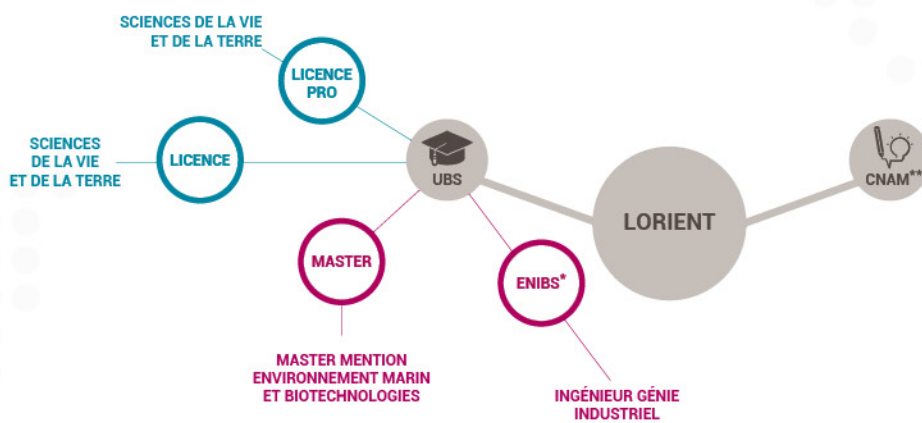 SCIENCES DE LA VIE
ET DE LA TERRE
LICENCE
PRO
SCIENCES
DE LA VIE
ET DE LA TERRE
LICENCE
UBS
CNAM**
LORIENT
MASTER
ENIBS*
MASTER MENTION
ENVIRONNEMENT MARIN
ET BIOTECHNOLOGIES
INGÉNIEUR GÉNIE
INDUSTRIEL